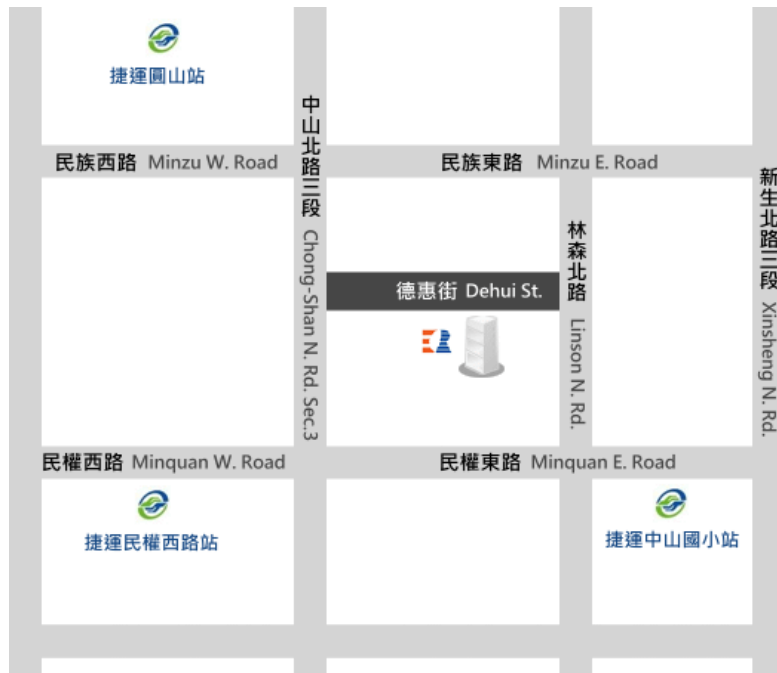 捷運圓山站
中山北路三段 Chong-Shan N. Rd. Sec.3
民族西路 Minzu W. Road
民族東路 Minzu E. Road
新生北路三段 Xinsheng N. Rd.
林森北路 Linson N. Rd.
德惠街 Dehui St.
民權西路 Minquan W. Road
民權東路 Minquan E. Road
捷運民權西路站
捷運中山國小站